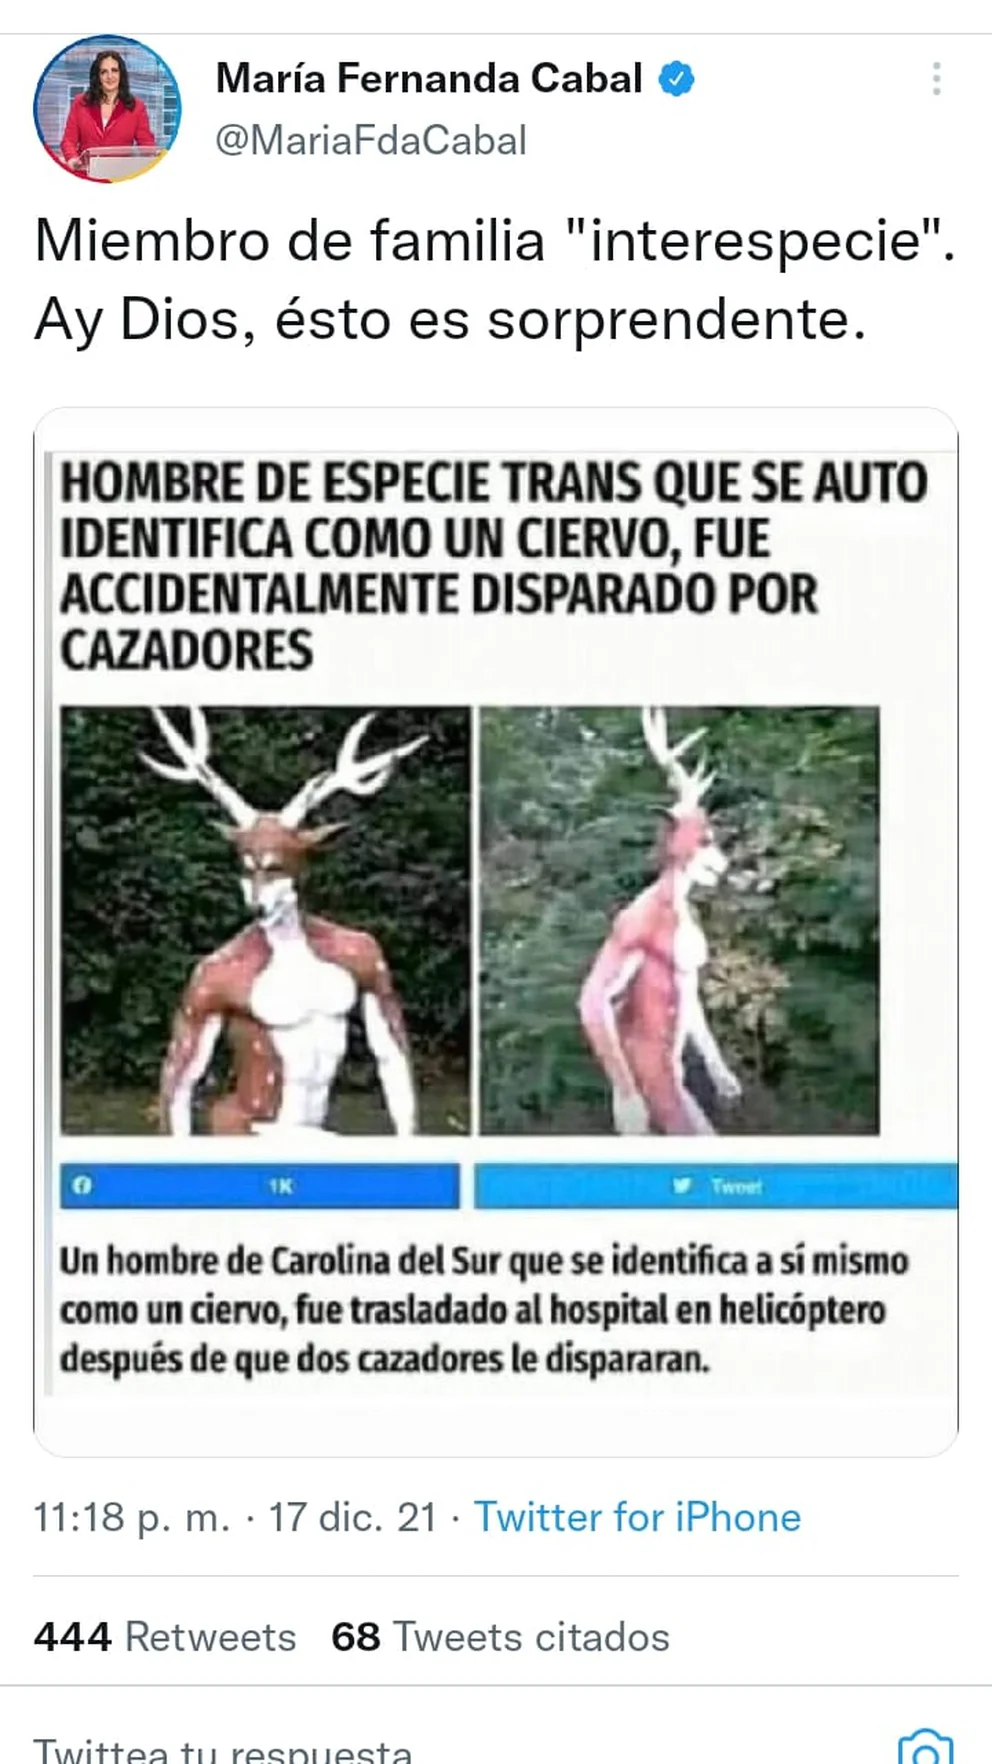 María Fernanda Cabal
@MariaFdaCabal
Miembro de familia "interespecie".
Ay Dios, ésto es sorprendente.
HOMBRE DE ESPECIE TRANS QUE SE AUTO
IDENTIFICA COMO UN CIERVO, FUE
ACCIDENTALMENTE DISPARADO POR
CAZADORES
1K
Tweet
Un hombre de Carolina del Sur que se identifica a sí mismo
como un ciervo, fue trasladado al hospital en helicóptero
después de que dos cazadores le dispararan.
11:18 p. m. · 17 dic. 21 · Twitter for iPhone
444 Retweets 68 Tweets citados
Twittea tu respuesta